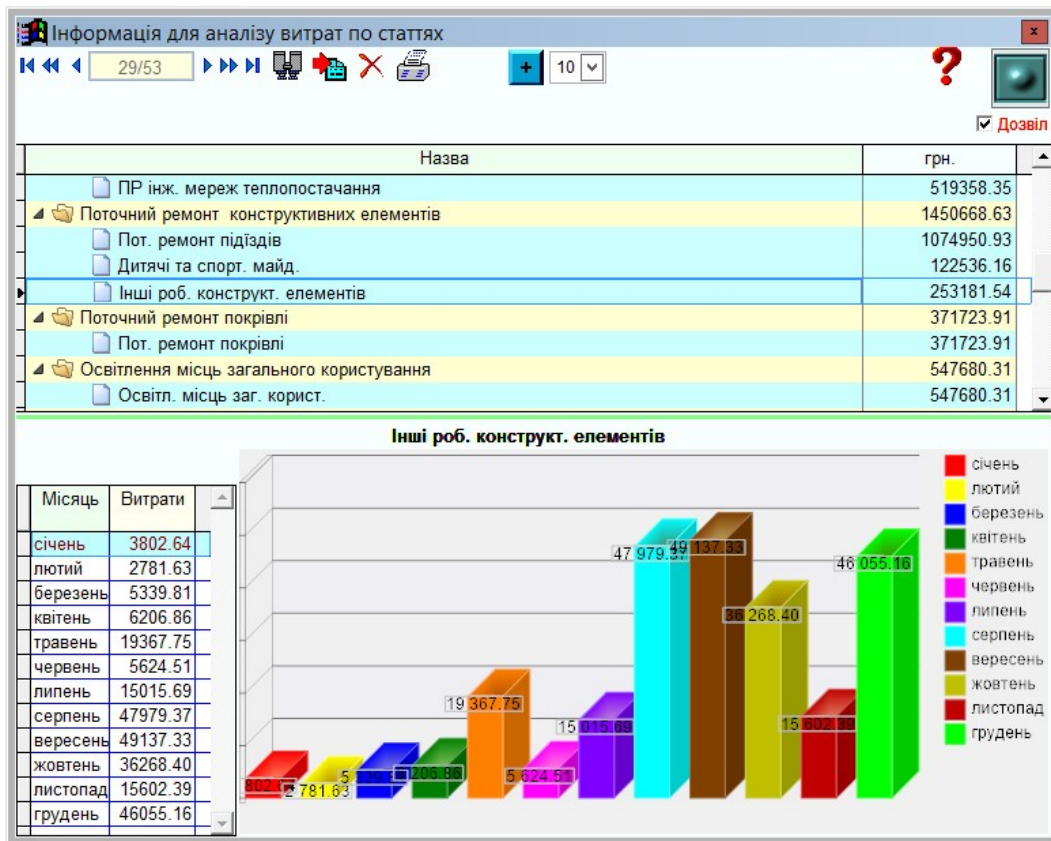 Інформація для аналізу витрат по статтях
x
29/53
+
10
?
Дозвіл
Назва грн.
ПР інж. мереж теплопостачання 519358.35
Поточний ремонт конструктивних елементів 1450668.63
Пот. ремонт підїздів 1074950.93
Дитячі та спорт. майд. 122536.16
Інші роб. конструкт. елементів 253181.54
Поточний ремонт покрівлі 371723.91
Пот. ремонт покрівлі 371723.91
Освітлення місць загального користування 547680.31
Освітл. місць заг. корист. 547680.31
Інші роб. конструкт. елементів
Місяць Витрати
січень 3802.64
лютий 2781.63
березень 5339.81
квітень 6206.86
травень 19367.75
червень 5624.51
липень 15015.69
серпень 47979.37
вересень 49137.33
жовтень 36268.40
листопад 15602.39
грудень 46055.16
2 781.63
19 367.75
5 624.51
15 015.69
47 979.37
49 137.33
36 268.40
15 602.39
46 055.16
січень
лютий
березень
квітень
травень
червень
липень
серпень
вересень
жовтень
листопад
грудень